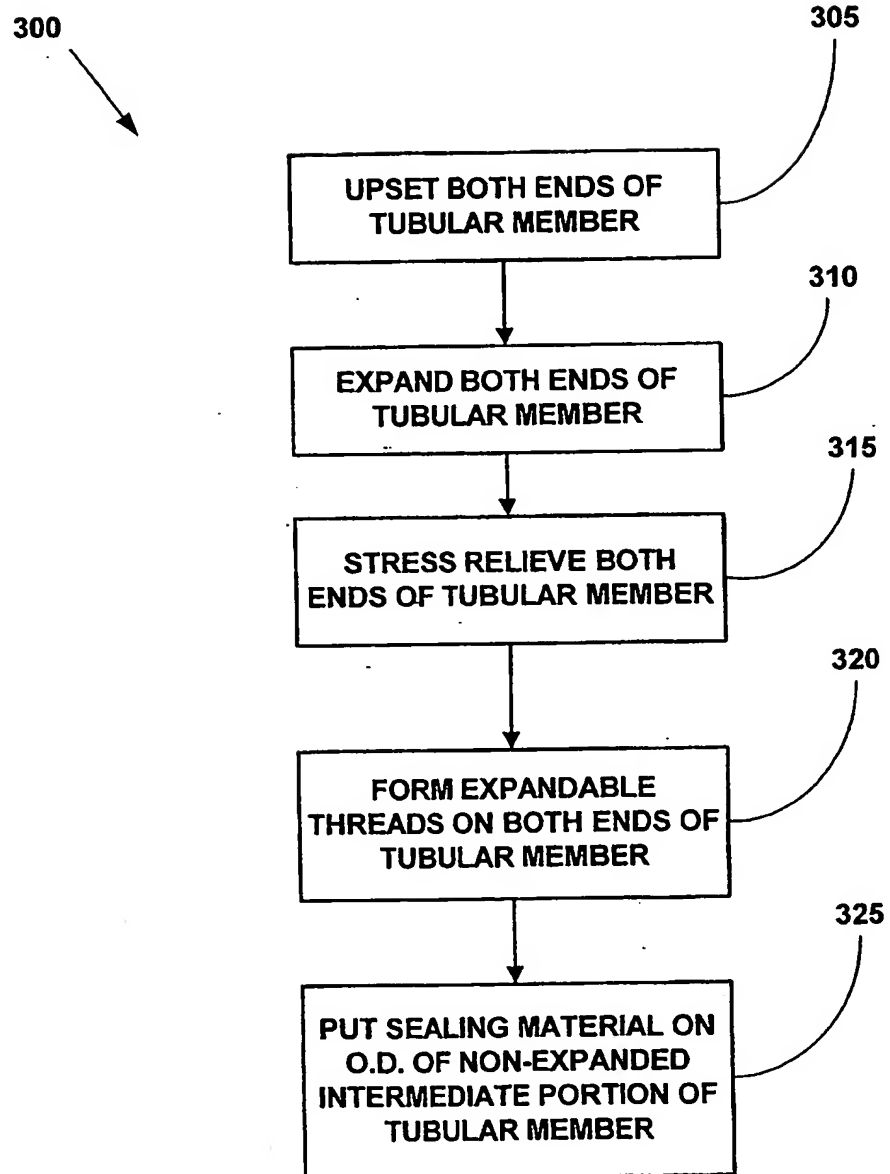 300
305
UPSET BOTH ENDS OF
TUBULAR MEMBER
310
EXPAND BOTH ENDS OF
TUBULAR MEMBER
315
STRESS RELIEVE BOTH
ENDS OF TUBULAR MEMBER
320
FORM EXPANDABLE
THREADS ON BOTH ENDS OF
TUBULAR MEMBER
325
PUT SEALING MATERIAL ON
O.D. OF NON-EXPANDED
INTERMEDIATE PORTION OF
TUBULAR MEMBER